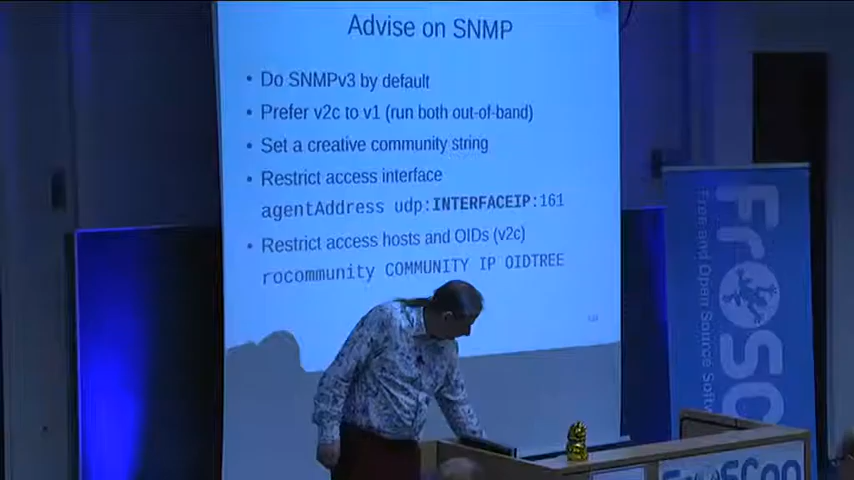 Advise on SNMP
• Do SNMPv3 by default
• Prefer v2c to v1 (run both out-of-band)
• Set a creative community string
• Restrict access interface
agentAddress udp:INTERFACEIP:161
• Restrict access hosts and OIDs (v2c)
rocommunity COMMUNITY IP OIDTREE
FrOSCo
Free and Open Source Softw
FrOSCon